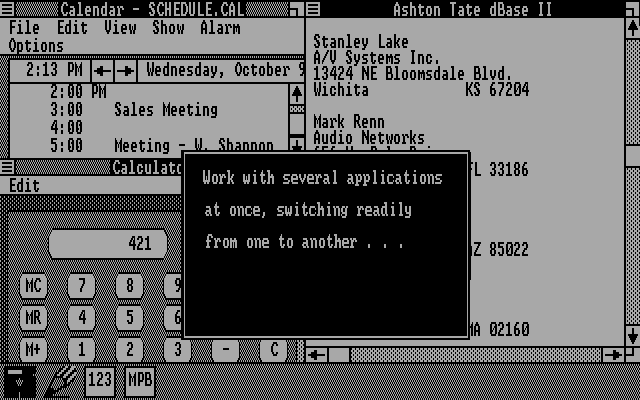 Calendar - SCHEDULE.CAL
File Edit View Show Alarm
Options
2:13 PM Wednesday, October 9
2:00 PM
3:00 Sales Meeting
4:00
5:00 Meeting - W. Shannon
Ashton Tate dBase II
Stanley Lake
A/V Systems Inc.
13424 NE Bloomsdale Blvd.
Wichita KS 67204
Mark Renn
Audio Networks
FL 33186
AZ 85022
MA 02160
Calculato
Edit
421
MC 7 8 9
MR 4 5 6
M+ 1 2 3 - C
Work with several applications
at once, switching readily
from one to another . . .
123 MPB